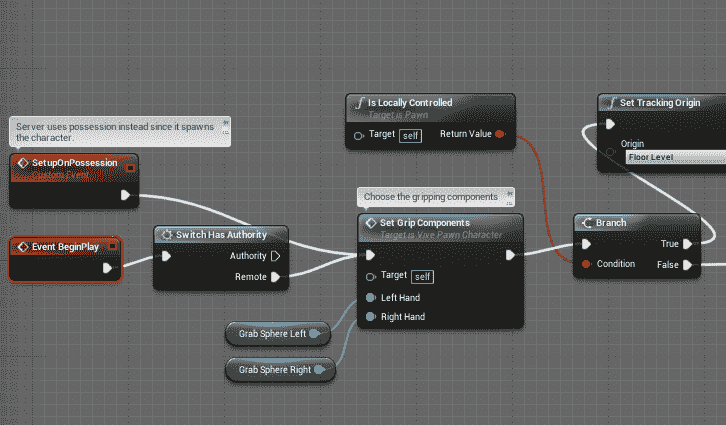 Is Locally Controlled
Target is Pawn
Target self
Return Value
Set Tracking Origin
Origin
Floor Level
Server uses possession instead since it spawns
the character.
SetupOnPossession
Custom Event
Choose the gripping components
Set Grip Components
Target is Vive Pawn Character
Target self
Left Hand
Right Hand
Branch
True
Condition
False
Event BeginPlay
Switch Has Authority
Authority
Remote
Grab Sphere Left
Grab Sphere Right